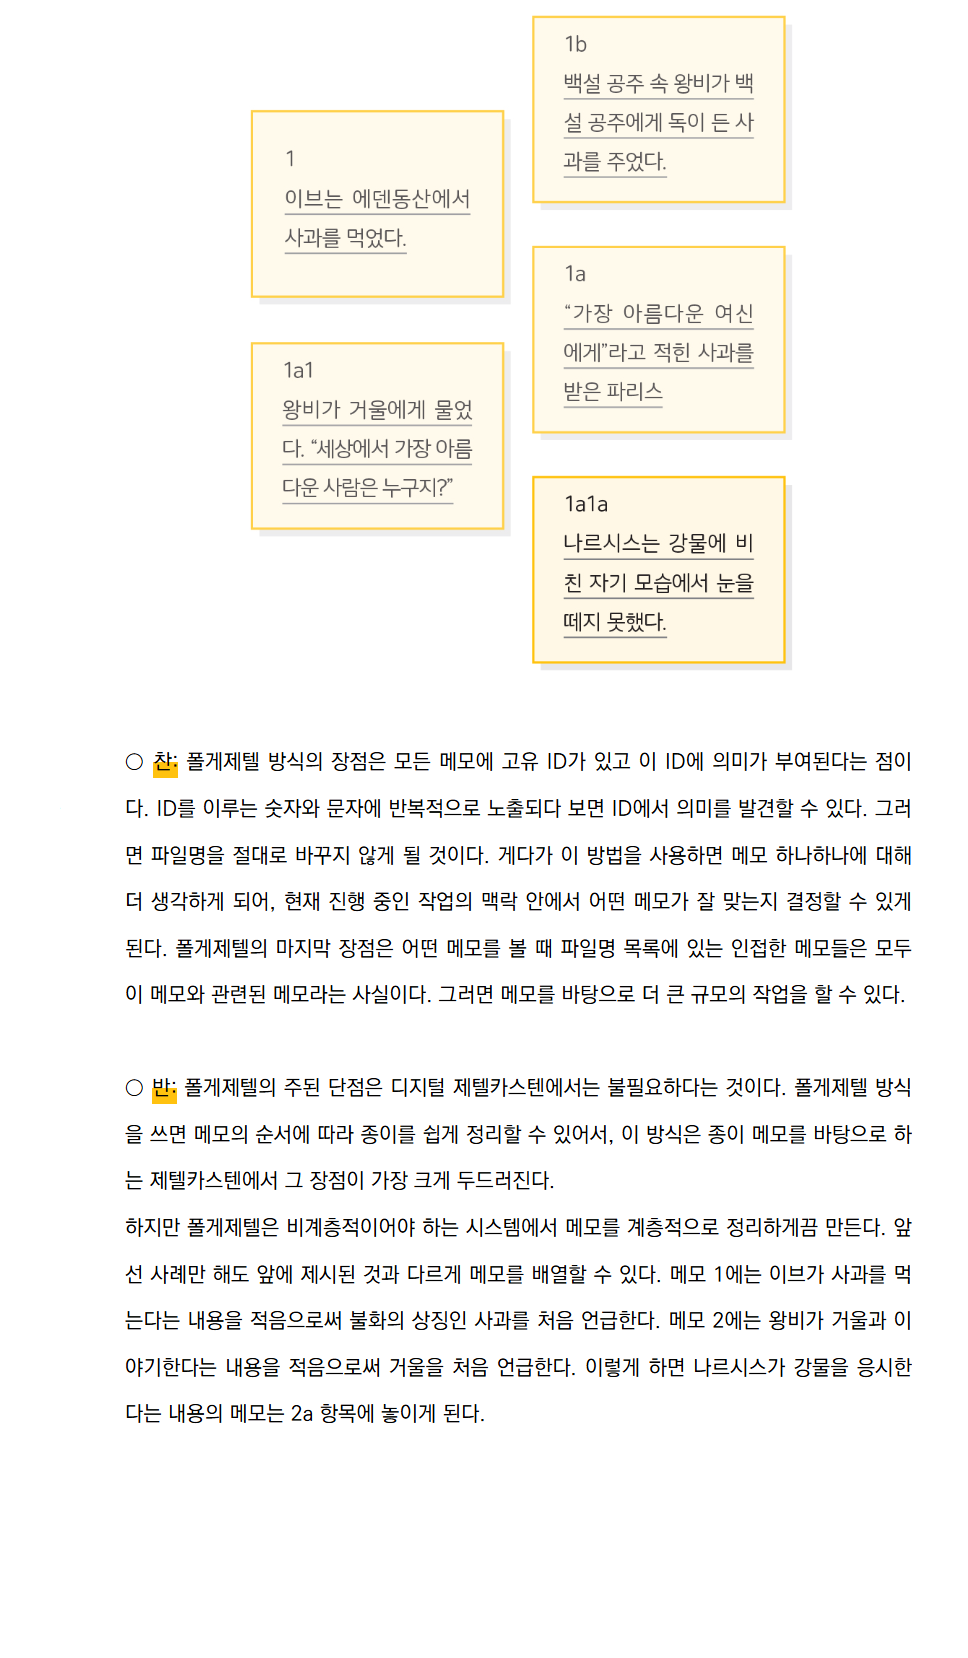 1
이브는 에덴동산에서
사과를 먹었다.
1a1
왕비가 거울에게 물었
다. “세상에서 가장 아름
다운 사람은 누구지?”
1b
백설 공주 속 왕비가 백
설 공주에게 독이 든 사
과를 주었다.
1a
“가장 아름다운 여신
에게”라고 적힌 사과를
받은 파리스
1a1a
나르시스는 강물에 비
친 자기 모습에서 눈을
떼지 못했다.
○ 찬: 폴게제텔 방식의 장점은 모든 메모에 고유 ID가 있고 이 ID에 의미가 부여된다는 점이
다. ID를 이루는 숫자와 문자에 반복적으로 노출되다 보면 ID에서 의미를 발견할 수 있다. 그러
면 파일명을 절대로 바꾸지 않게 될 것이다. 게다가 이 방법을 사용하면 메모 하나하나에 대해
더 생각하게 되어, 현재 진행 중인 작업의 맥락 안에서 어떤 메모가 잘 맞는지 결정할 수 있게
된다. 폴게제텔의 마지막 장점은 어떤 메모를 볼 때 파일명 목록에 있는 인접한 메모들은 모두
이 메모와 관련된 메모라는 사실이다. 그러면 메모를 바탕으로 더 큰 규모의 작업을 할 수 있다.
○ 반: 폴게제텔의 주된 단점은 디지털 제텔카스텐에서는 불필요하다는 것이다. 폴게제텔 방식
을 쓰면 메모의 순서에 따라 종이를 쉽게 정리할 수 있어서, 이 방식은 종이 메모를 바탕으로 하
는 제텔카스텐에서 그 장점이 가장 크게 두드러진다.
하지만 폴게제텔은 비계층적이어야 하는 시스템에서 메모를 계층적으로 정리하게끔 만든다. 앞
선 사례만 해도 앞에 제시된 것과 다르게 메모를 배열할 수 있다. 메모 1에는 이브가 사과를 먹
는다는 내용을 적음으로써 불화의 상징인 사과를 처음 언급한다. 메모 2에는 왕비가 거울과 이
야기한다는 내용을 적음으로써 거울을 처음 언급한다. 이렇게 하면 나르시스가 강물을 응시한
다는 내용의 메모는 2a 항목에 놓이게 된다.